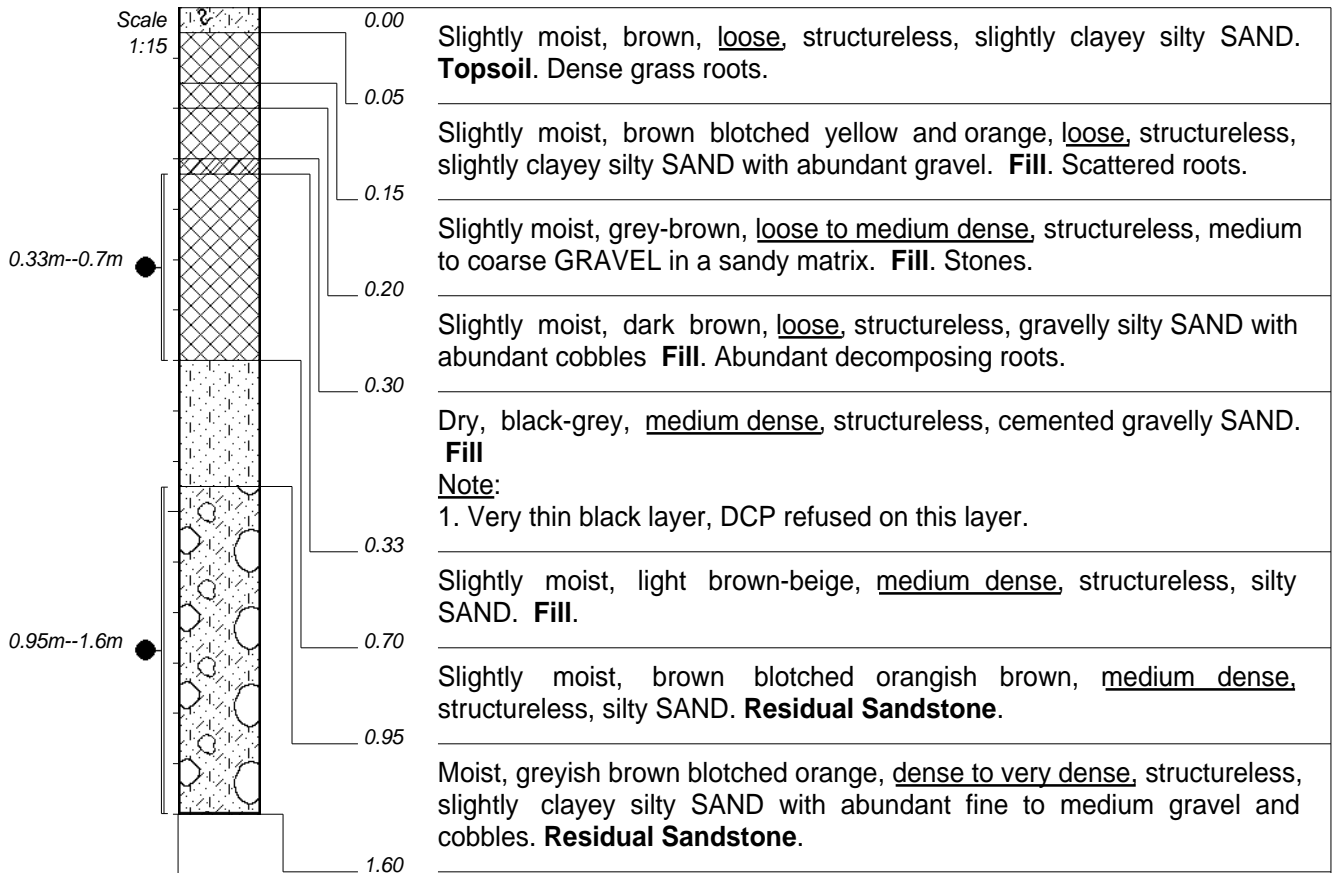 Scale
1:15
0.00
Slightly moist, brown, loose, structureless, slightly clayey silty SAND.
Topsoil. Dense grass roots.
0.05
Slightly moist, brown blotched yellow and orange, loose, structureless,
slightly clayey silty SAND with abundant gravel. Fill. Scattered roots.
0.15
Slightly moist, grey-brown, loose to medium dense, structureless, medium
to coarse GRAVEL in a sandy matrix. Fill. Stones.
0.33m--0.7m
0.20
Slightly moist, dark brown, loose, structureless, gravelly silty SAND with
abundant cobbles Fill. Abundant decomposing roots.
0.30
Dry, black-grey, medium dense, structureless, cemented gravelly SAND.
Fill
Note:
1. Very thin black layer, DCP refused on this layer.
0.33
Slightly moist, light brown-beige, medium dense, structureless, silty
SAND. Fill.
0.70
0.95m--1.6m
Slightly moist, brown blotched orangish brown, medium dense,
structureless, silty SAND. Residual Sandstone.
0.95
Moist, greyish brown blotched orange, dense to very dense, structureless,
slightly clayey silty SAND with abundant fine to medium gravel and
cobbles. Residual Sandstone.
1.60